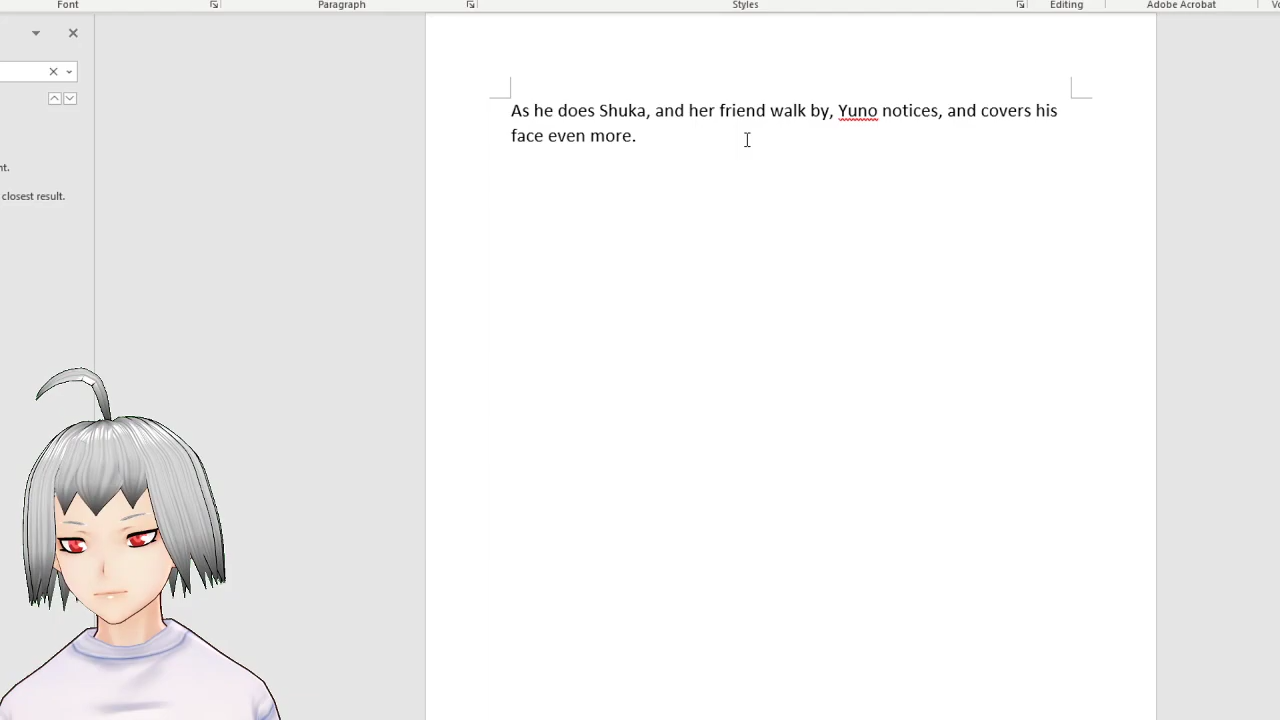 Font Paragraph Styles Editing Adobe Acrobat
As he does Shuka, and her friend walk by, Yuno notices, and covers his
face even more.
nt.
closest result.